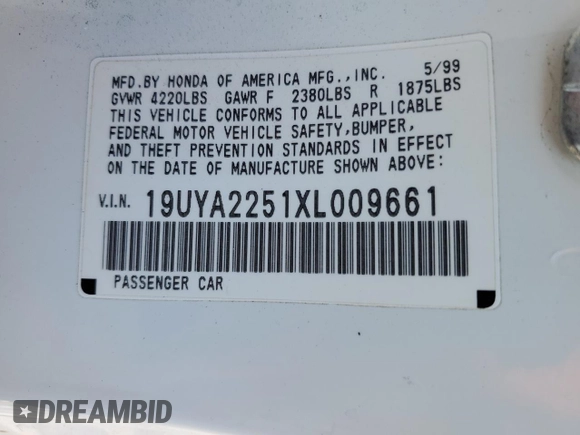 MFD.BY HONDA OF AMERICA MFG.,INC. 5/99
GVWR 4220LBS GAWR F 2380LBS R 1875LBS
THIS VEHICLE CONFORMS TO ALL APPLICABLE
FEDERAL MOTOR VEHICLE SAFETY,BUMPER,
AND THEFT PREVENTION STANDARDS IN EFFECT
ON THE DATE OF MANUFACTURE SHOWN ABOVE:
V.I.N. 19UYA2251XL009661
PASSENGER CAR
DREAMBID